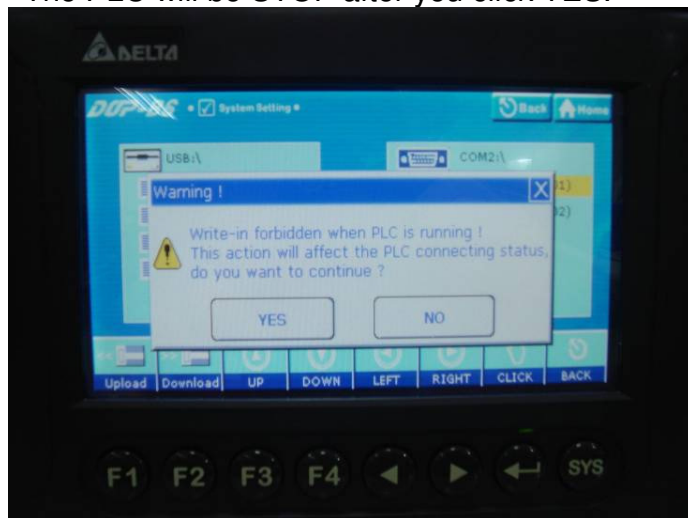 The PLC will be STOP after you click YES.
DELTA
DOP-BS • System Setting •
Back
Home
USB:\
COM2:\
Warning !
X
Write-in forbidden when PLC is running !
This action will affect the PLC connecting status,
do you want to continue ?
YES
NO
Upload
Download
UP
DOWN
LEFT
RIGHT
CLICK
BACK
F1
F2
F3
F4
SYS